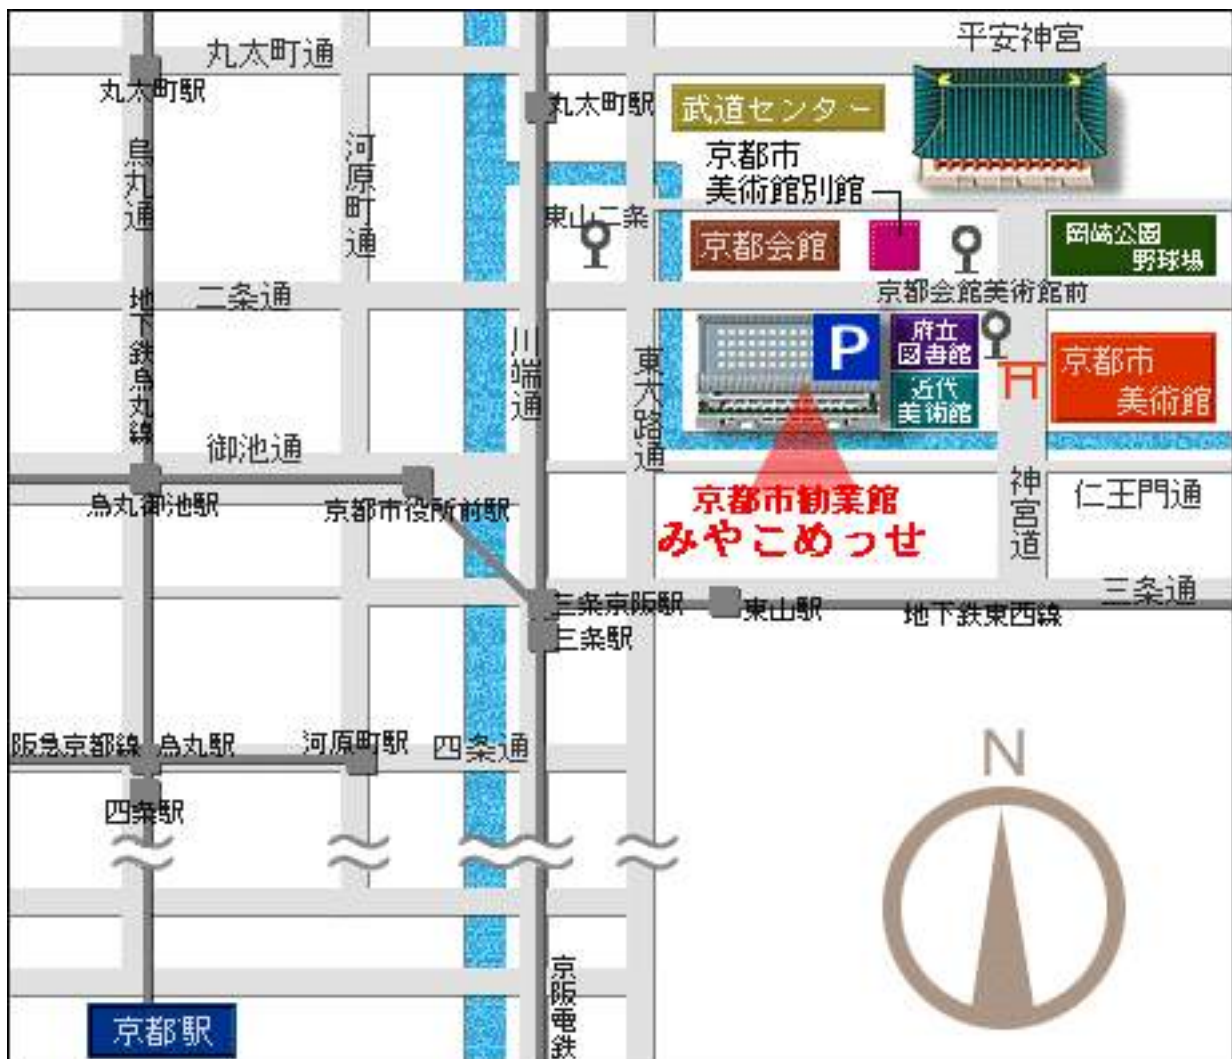 平安神宮
丸太町通
丸太町駅
丸太町駅
武道センター
京都市
美術館別館
烏丸通
河原町通
東山二条
京都会館
岡崎公園
野球場
二条通
京都会館美術館前
地下鉄烏丸線
川端通
東大路通
P
府立
図書館
近代
美術館
京都市
美術館
御池通
烏丸御池駅
京都市役所前駅
京都市勧業館
みやこめっせ
神宮道
仁王門通
三条京阪駅
三条駅
東山駅
地下鉄東西線
三条通
阪急京都線
烏丸駅
河原町駅
四条通
四条駅
N
京阪電鉄
京都駅